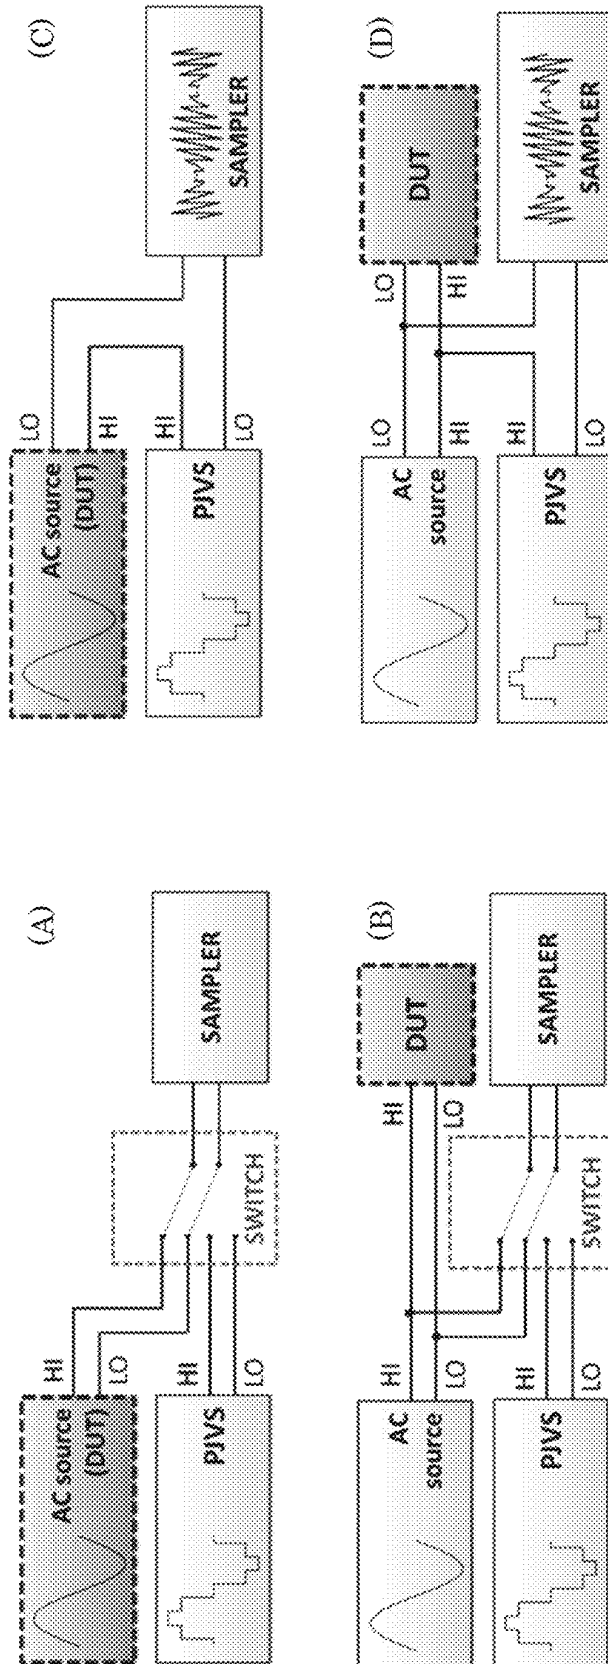 (A)
AC source
(DUT)
HI
LO
PJVS
HI
LO
SWITCH
SAMPLER
(B)
AC
source
HI
LO
HI
LO
DUT
PJVS
HI
LO
SWITCH
SAMPLER
(C)
AC source
(DUT)
LO
HI
PJVS
HI
LO
SAMPLER
(D)
AC
source
LO
HI
LO
HI
DUT
PJVS
HI
LO
SAMPLER